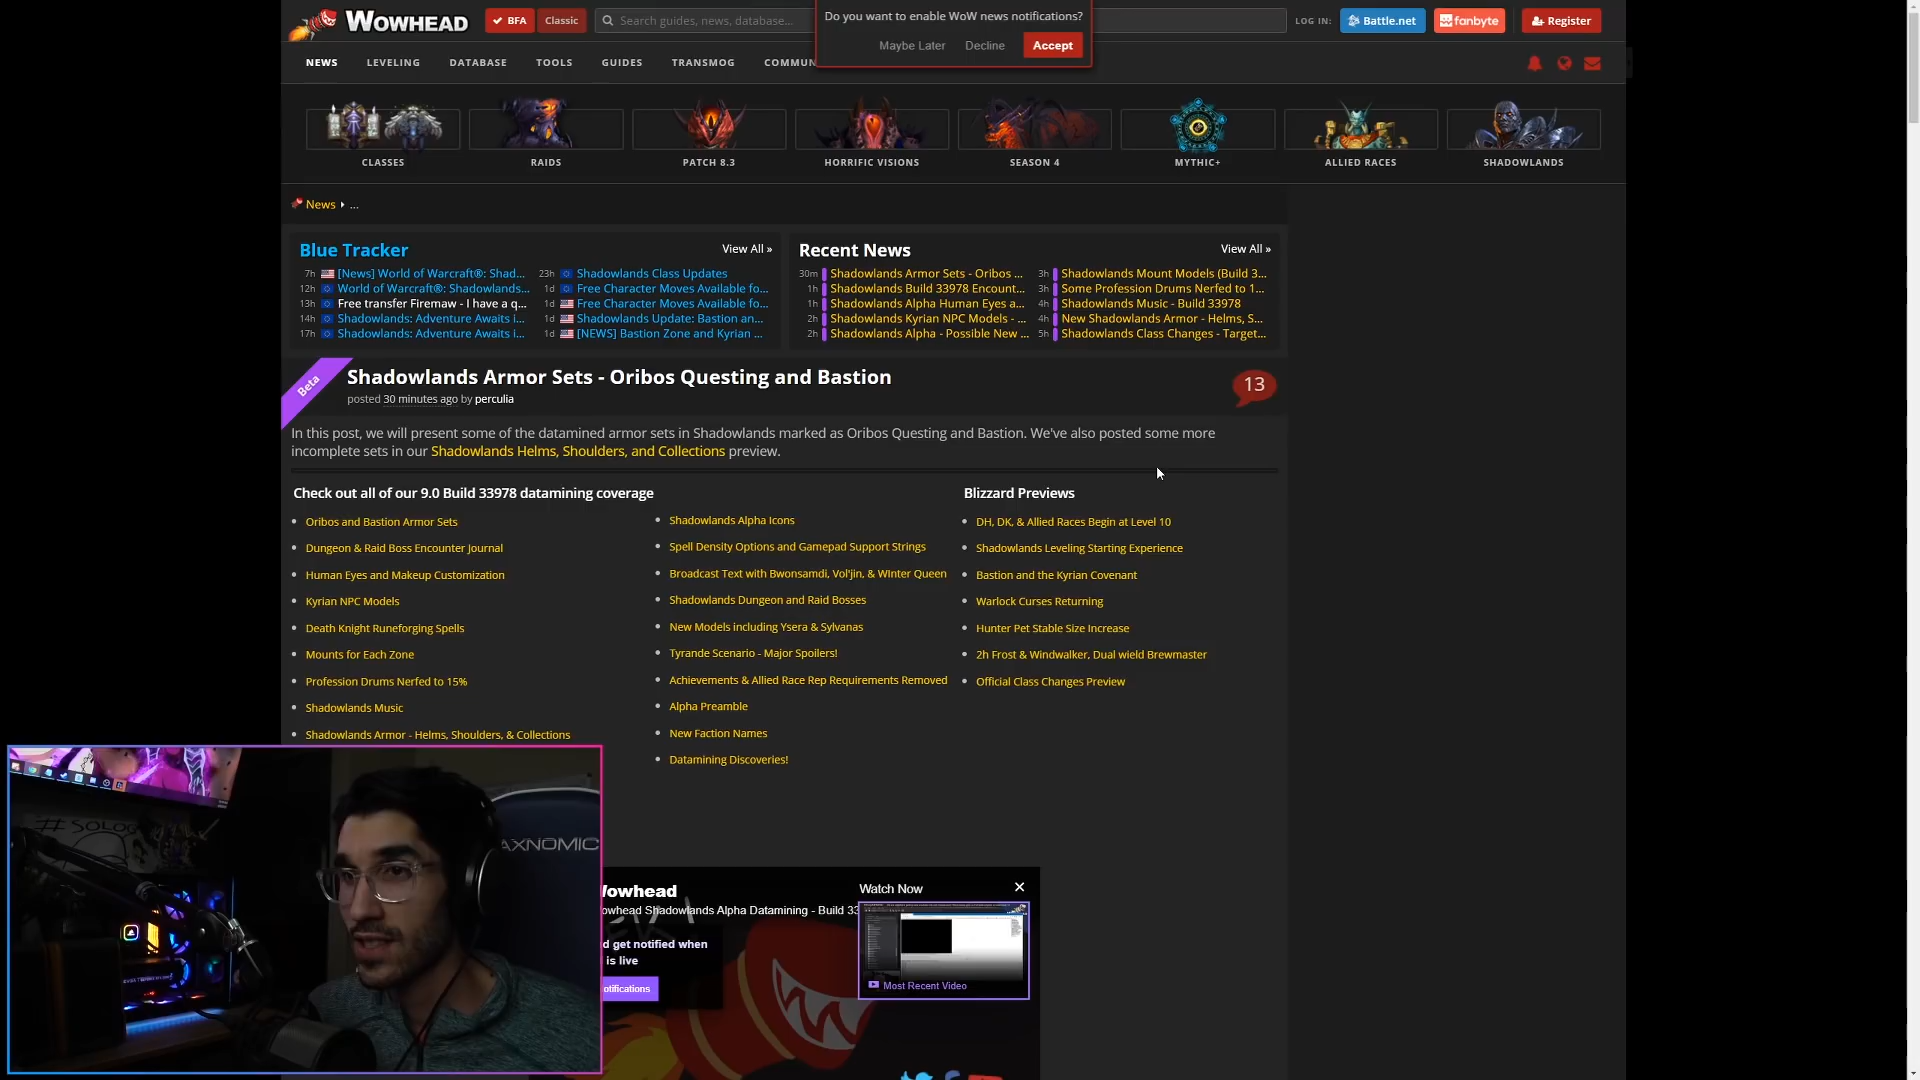 WOWHEAD
BFA
Classic
Search guides, news, database...
Do you want to enable WoW news notifications?
Maybe Later
Decline
Accept
LOG IN:
Battle.net
fanbyte
Register
NEWS
LEVELING
DATABASE
TOOLS
GUIDES
TRANSMOG
COMMUN
CLASSES
RAIDS
PATCH 8.3
HORRIFIC VISIONS
SEASON 4
MYTHIC+
ALLIED RACES
SHADOWLANDS
News ...
Blue Tracker
View All »
7h [News] World of Warcraft®: Shad...
12h World of Warcraft®: Shadowlands...
13h Free transfer Firemaw - I have a q...
14h Shadowlands: Adventure Awaits i...
17h Shadowlands: Adventure Awaits i...
23h Shadowlands Class Updates
1d Free Character Moves Available fo...
1d Free Character Moves Available fo...
1d Shadowlands Update: Bastion an...
1d [NEWS] Bastion Zone and Kyrian ...
Recent News
View All »
30m Shadowlands Armor Sets - Oribos ...
1h Shadowlands Build 33978 Encount...
1h Shadowlands Alpha Human Eyes a...
2h Shadowlands Kyrian NPC Models - ...
2h Shadowlands Alpha - Possible New ...
3h Shadowlands Mount Models (Build 3...
3h Some Profession Drums Nerfed to 1...
4h Shadowlands Music - Build 33978
4h New Shadowlands Armor - Helms, S...
5h Shadowlands Class Changes - Target...
Beta
Shadowlands Armor Sets - Oribos Questing and Bastion
posted 30 minutes ago by perculia
13
In this post, we will present some of the datamined armor sets in Shadowlands marked as Oribos Questing and Bastion. We've also posted some more
incomplete sets in our Shadowlands Helms, Shoulders, and Collections preview.
Check out all of our 9.0 Build 33978 datamining coverage
Oribos and Bastion Armor Sets
Dungeon & Raid Boss Encounter Journal
Human Eyes and Makeup Customization
Kyrian NPC Models
Death Knight Runeforging Spells
Mounts for Each Zone
Profession Drums Nerfed to 15%
Shadowlands Music
Shadowlands Armor - Helms, Shoulders, & Collections
Shadowlands Alpha Icons
Spell Density Options and Gamepad Support Strings
Broadcast Text with Bwonsamdi, Vol'jin, & WInter Queen
Shadowlands Dungeon and Raid Bosses
New Models including Ysera & Sylvanas
Tyrande Scenario - Major Spoilers!
Achievements & Allied Race Rep Requirements Removed
Alpha Preamble
New Faction Names
Datamining Discoveries!
Blizzard Previews
DH, DK, & Allied Races Begin at Level 10
Shadowlands Leveling Starting Experience
Bastion and the Kyrian Covenant
Warlock Curses Returning
Hunter Pet Stable Size Increase
2h Frost & Windwalker, Dual wield Brewmaster
Official Class Changes Preview
AXNOMIC
Wowhead
owhead Shadowlands Alpha Datamining - Build 33
d get notified when
is live
otifications
Watch Now
Most Recent Video